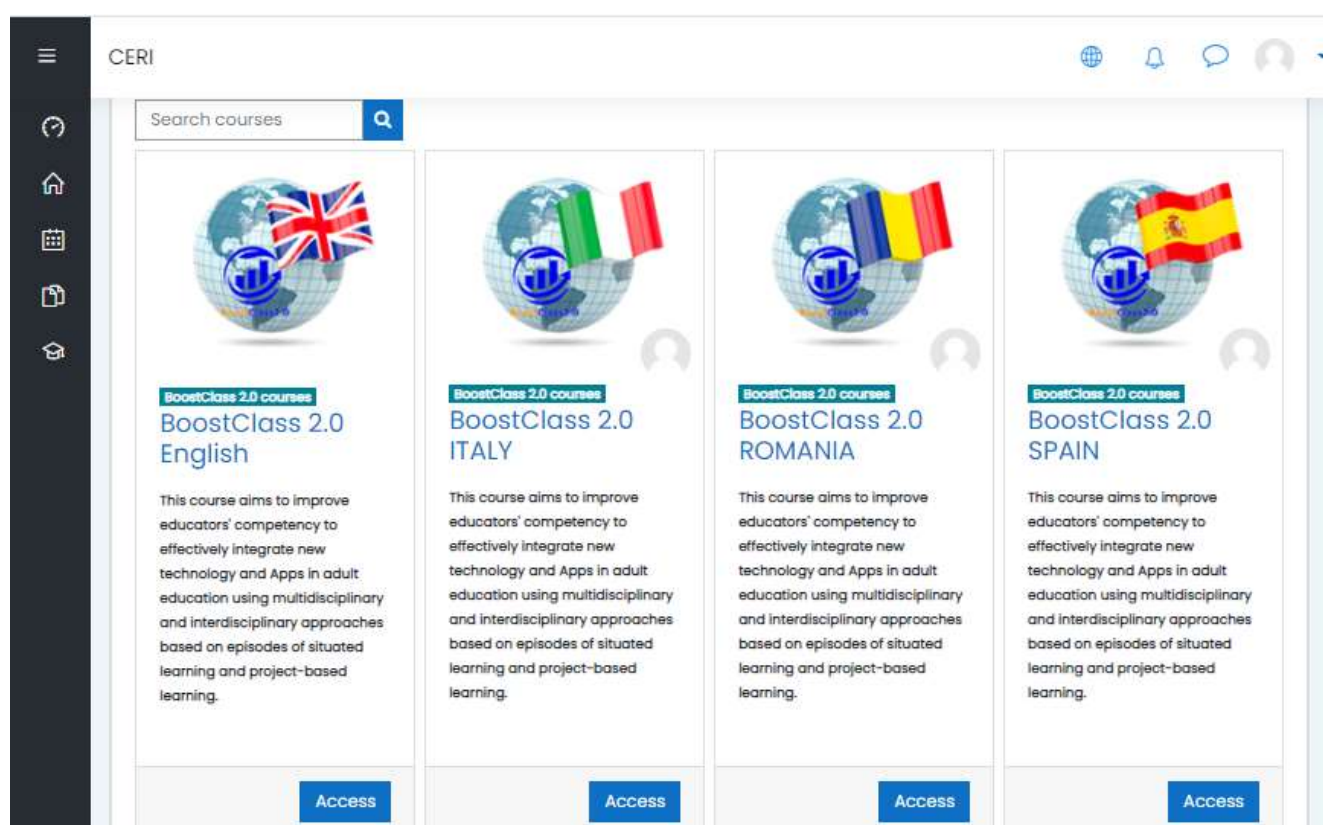 CERI
Search courses
BoostClass 2.0 courses
BoostClass 2.0
English
This course aims to improve
educators' competency to
effectively integrate new
technology and Apps in adult
education using multidisciplinary
and interdisciplinary approaches
based on episodes of situated
learning and project-based
learning.
Access
BoostClass 2.0 courses
BoostClass 2.0
ITALY
This course aims to improve
educators' competency to
effectively integrate new
technology and Apps in adult
education using multidisciplinary
and interdisciplinary approaches
based on episodes of situated
learning and project-based
learning.
Access
BoostClass 2.0 courses
BoostClass 2.0
ROMANIA
This course aims to improve
educators' competency to
effectively integrate new
technology and Apps in adult
education using multidisciplinary
and interdisciplinary approaches
based on episodes of situated
learning and project-based
learning.
Access
BoostClass 2.0 courses
BoostClass 2.0
SPAIN
This course aims to improve
educators' competency to
effectively integrate new
technology and Apps in adult
education using multidisciplinary
and interdisciplinary approaches
based on episodes of situated
learning and project-based
learning.
Access